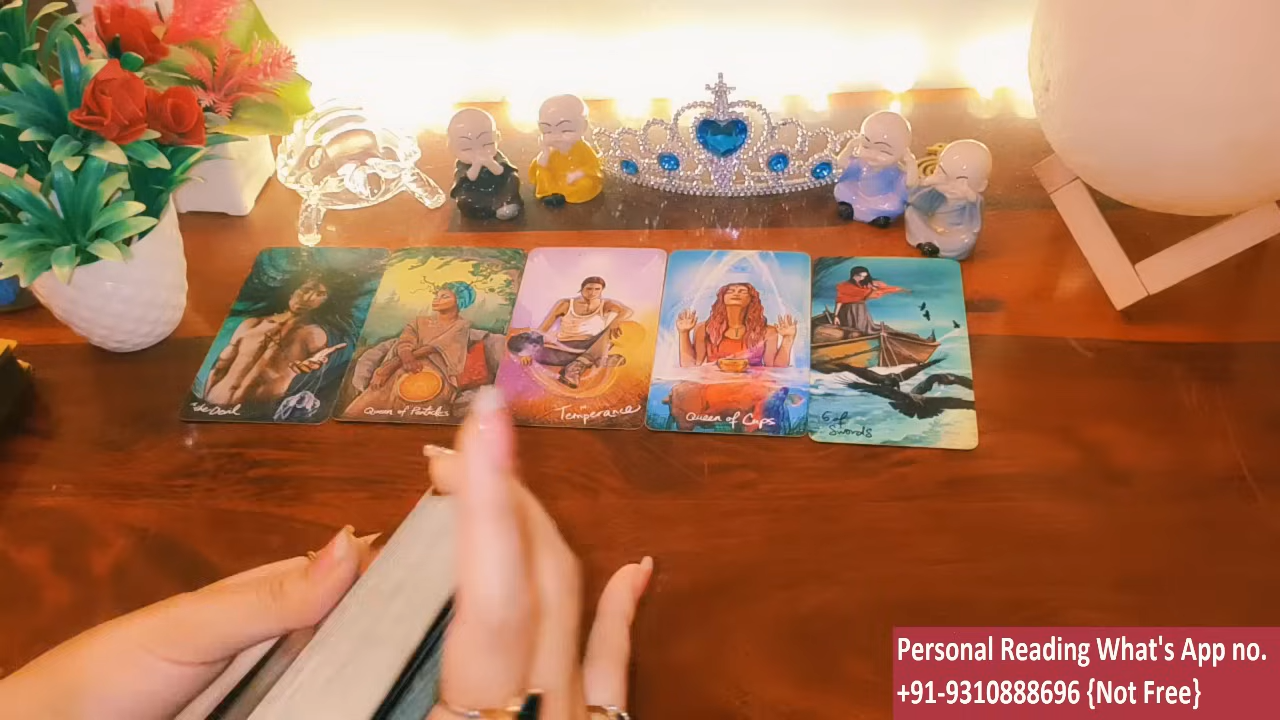 the Devil
Queen of Pentacles
Temperance
Queen of Cups
6 of
Swords
Personal Reading What's App no.
+91-9310888696 {Not Free}